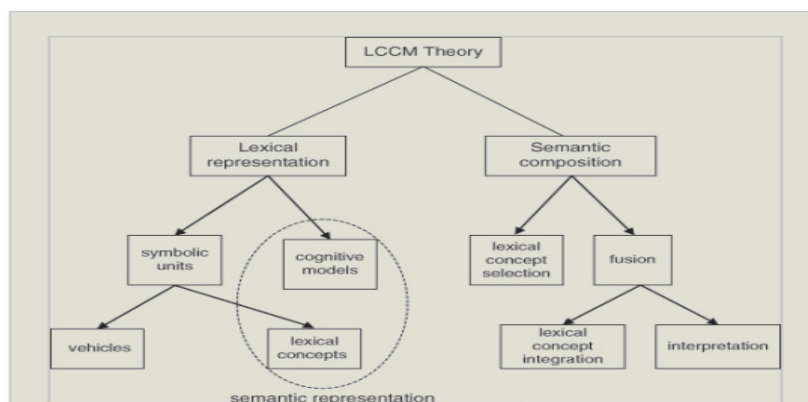 LCCM Theory
Lexical
representation
Semantic
composition
symbolic
units
cognitive
models
lexical
concept
selection
fusion
vehicles
lexical
concepts
lexical
concept
integration
interpretation
semantic representation